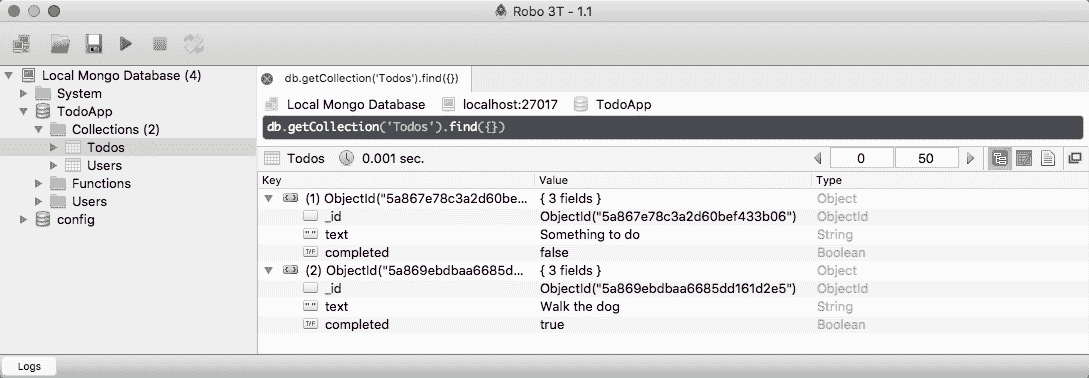 Robo 3T - 1.1
Local Mongo Database (4)
System
TodoApp
Collections (2)
Todos
Users
Functions
Users
config
db.getCollection('Todos').find({})
Local Mongo Database localhost:27017 TodoApp
db.getCollection('Todos').find({})
Todos 0.001 sec. 0 50
Key Value Type
(1) ObjectId("5a867e78c3a2d60be... { 3 fields } Object
_id ObjectId("5a867e78c3a2d60bef433b06") ObjectId
"" text Something to do String
T/F completed false Boolean
(2) ObjectId("5a869ebdbaa6685d... { 3 fields } Object
_id ObjectId("5a869ebdbaa6685dd161d2e5") ObjectId
"" text Walk the dog String
T/F completed true Boolean
Logs